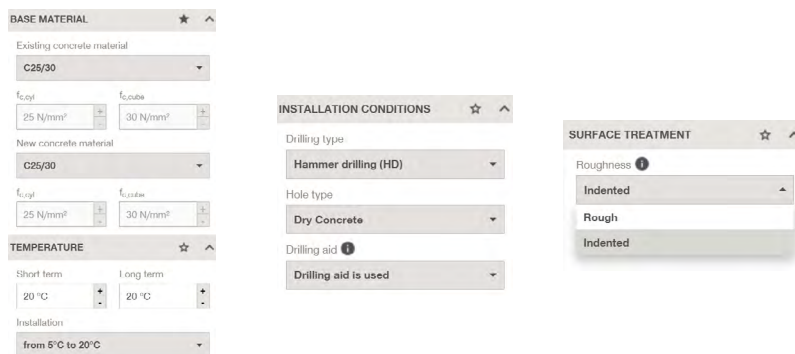 BASE MATERIAL
Existing concrete material
C25/30
fc,cyl
fc,cube
25 N/mm²
+
-
30 N/mm²
+
-
New concrete material
C25/30
fc,cyl
fc,cube
25 N/mm²
+
-
30 N/mm²
+
-
TEMPERATURE
Short term
Long term
20 °C
+
-
20 °C
+
-
Installation
from 5°C to 20°C
INSTALLATION CONDITIONS
Drilling type
Hammer drilling (HD)
Hole type
Dry Concrete
Drilling aid i
Drilling aid is used
SURFACE TREATMENT
Roughness i
Indented
Rough
Indented